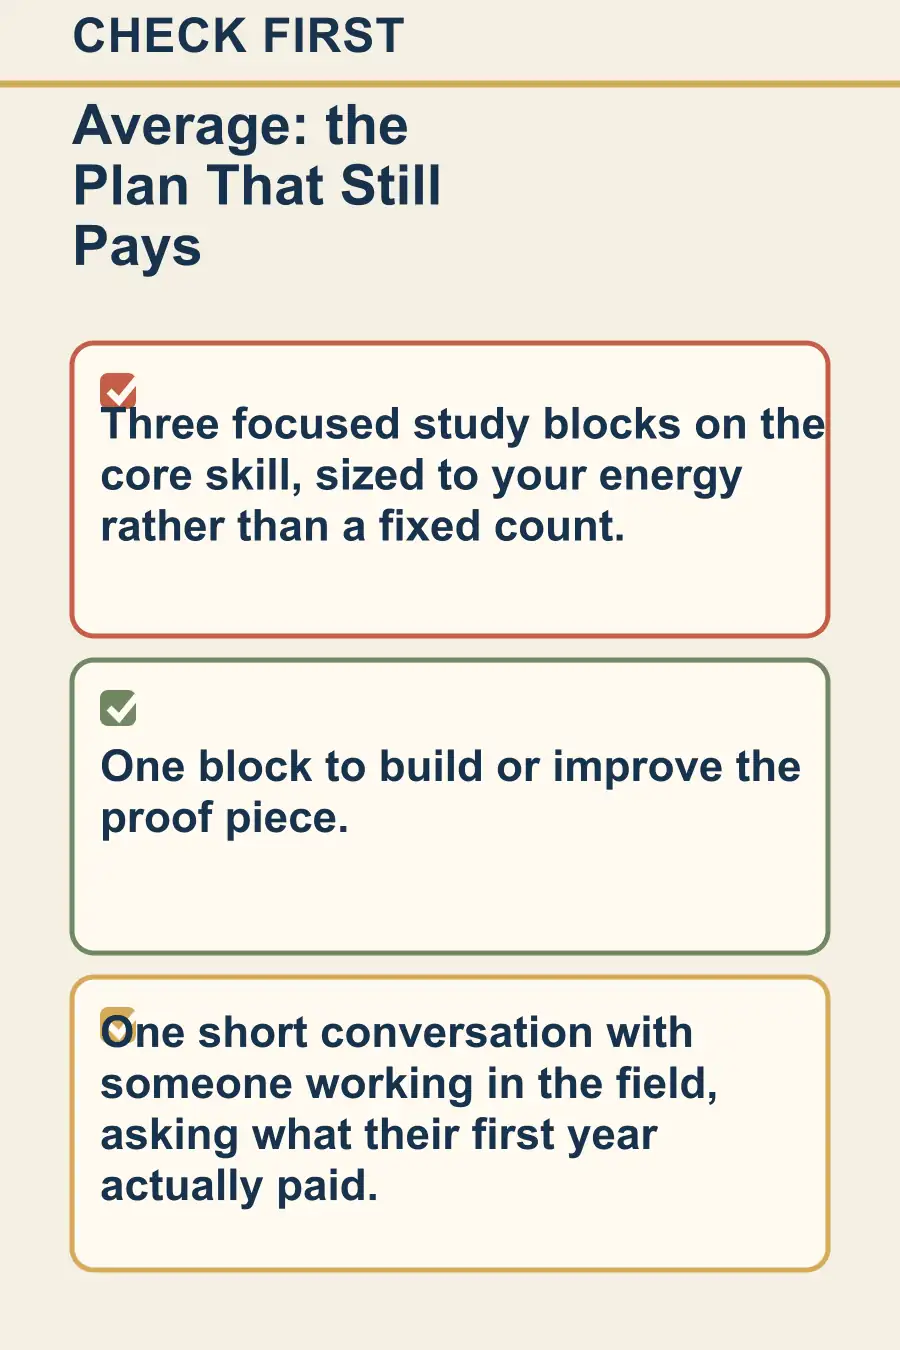 CHECK FIRST
Average: the
Plan That Still
Pays
Three focused study blocks on the
core skill, sized to your energy
rather than a fixed count.
One block to build or improve the
proof piece.
One short conversation with
someone working in the field,
asking what their first year
actually paid.